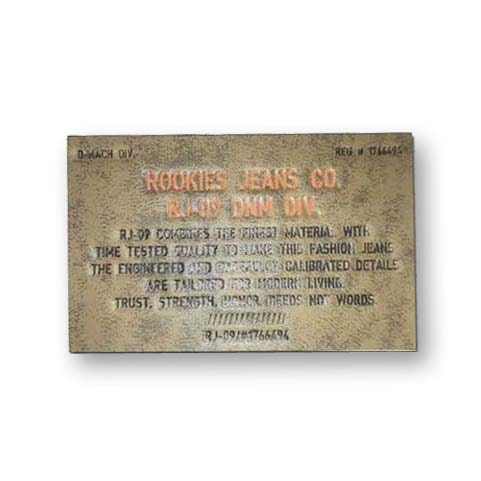 D-MACH DIV.
REG # 1766494
ROOKIES JEANS CO.
RJ-09 DNM DIV.
RJ-09 COMBINES THE FINEST MATERIAL WITH
TIME TESTED QUALITY TO MAKE THIS FASHION JEANS
THE ENGINEERED AND CAREFULLY CALIBRATED DETAILS
ARE TAILORED FOR MODERN LIVING.
TRUST, STRENGTH, HONOR, DEEDS NOT WORDS
///////////////
RJ-09/#1766494